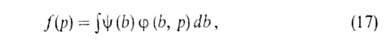 f(p) = ∫ψ(b) φ(b, p) db, (17)